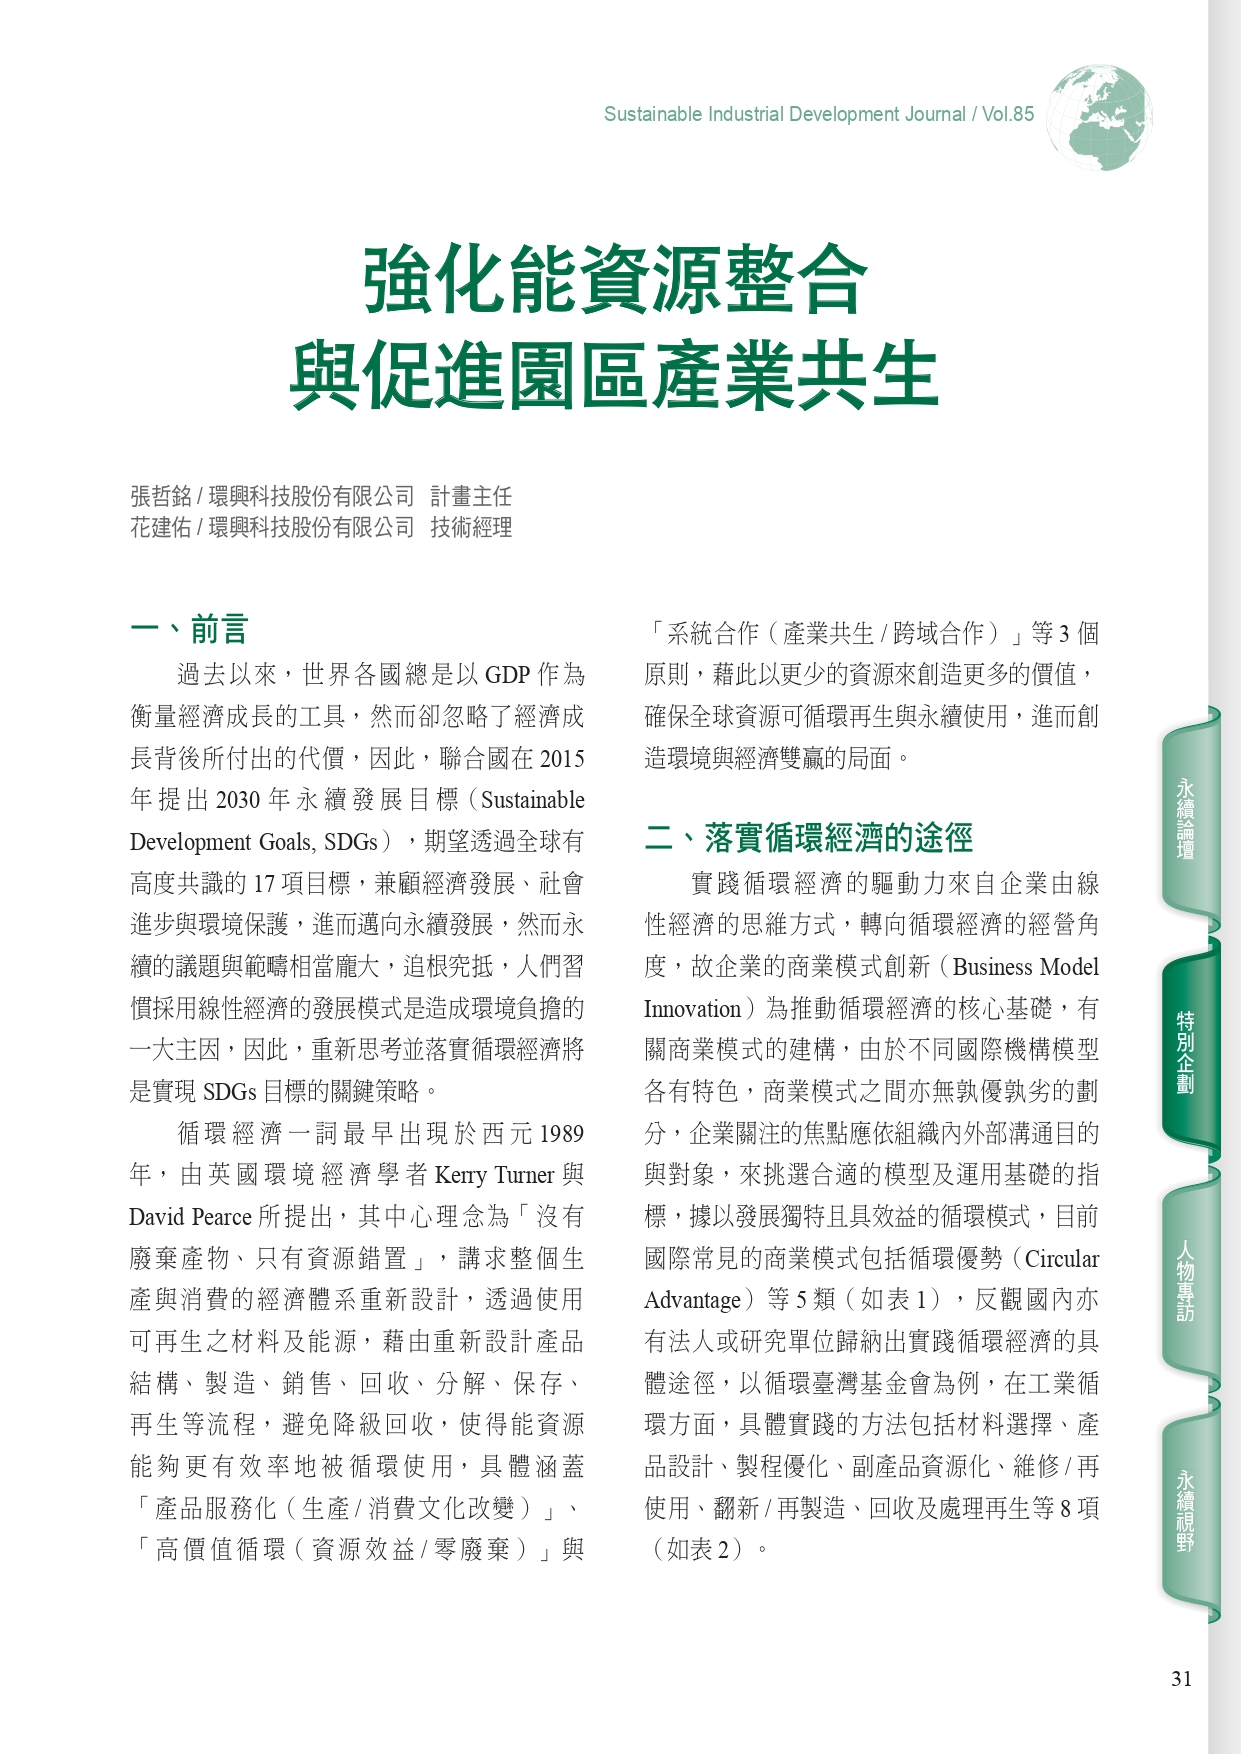 Sustainable Industrial Development Journal / Vol.85
強化能資源整合
與促進園區產業共生
張哲銘 / 環興科技股份有限公司 計畫主任
花建佑 / 環興科技股份有限公司 技術經理
一、前言
過去以來，世界各國總是以 GDP 作為
衡量經濟成長的工具，然而卻忽略了經濟成
長背後所付出的代價，因此，聯合國在 2015
年提出 2030 年永續發展目標（Sustainable
Development Goals, SDGs），期望透過全球有
高度共識的 17 項目標，兼顧經濟發展、社會
進步與環境保護，進而邁向永續發展，然而永
續的議題與範疇相當龐大，追根究抵，人們習
慣採用線性經濟的發展模式是造成環境負擔的
一大主因，因此，重新思考並落實循環經濟將
是實現 SDGs 目標的關鍵策略。
循環經濟一詞最早出現於西元 1989
年，由英國環境經濟學者 Kerry Turner 與
David Pearce 所提出，其中心理念為「沒有
廢棄產物、只有資源錯置」，講求整個生
產與消費的經濟體系重新設計，透過使用
可再生之材料及能源，藉由重新設計產品
結構、製造、銷售、回收、分解、保存、
再生等流程，避免降級回收，使得能資源
能夠更有效率地被循環使用，具體涵蓋
「產品服務化（生產 / 消費文化改變）」、
「高價值循環（資源效益 / 零廢棄）」與
「系統合作（產業共生 / 跨域合作）」等 3 個
原則，藉此以更少的資源來創造更多的價值，
確保全球資源可循環再生與永續使用，進而創
造環境與經濟雙贏的局面。
二、落實循環經濟的途徑
實踐循環經濟的驅動力來自企業由線
性經濟的思維方式，轉向循環經濟的經營角
度，故企業的商業模式創新（Business Model
Innovation）為推動循環經濟的核心基礎，有
關商業模式的建構，由於不同國際機構模型
各有特色，商業模式之間亦無孰優孰劣的劃
分，企業關注的焦點應依組織內外部溝通目的
與對象，來挑選合適的模型及運用基礎的指
標，據以發展獨特且具效益的循環模式，目前
國際常見的商業模式包括循環優勢（Circular
Advantage）等 5 類（如表 1），反觀國內亦
有法人或研究單位歸納出實踐循環經濟的具
體途徑，以循環臺灣基金會為例，在工業循
環方面，具體實踐的方法包括材料選擇、產
品設計、製程優化、副產品資源化、維修 / 再
使用、翻新 / 再製造、回收及處理再生等 8 項
（如表 2）。
永續論壇
特別企劃
人物專訪
永續視野
31